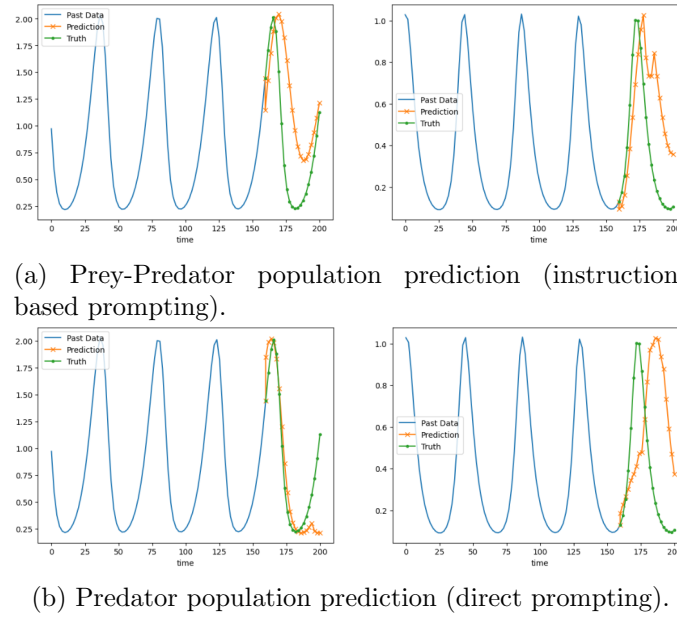 2.00
1.75
1.50
1.25
1.00
0.75
0.50
0.25
Past Data
Prediction
Truth
0 25 50 75 100 125 150 175 200
time
1.0
0.8
0.6
0.4
0.2
Past Data
Prediction
Truth
0 25 50 75 100 125 150 175 200
time
(a) Prey-Predator population prediction (instruction
based prompting).
2.00
1.75
1.50
1.25
1.00
0.75
0.50
0.25
Past Data
Prediction
Truth
0 25 50 75 100 125 150 175 200
time
1.0
0.8
0.6
0.4
0.2
Past Data
Prediction
Truth
0 25 50 75 100 125 150 175 200
time
(b) Predator population prediction (direct prompting).